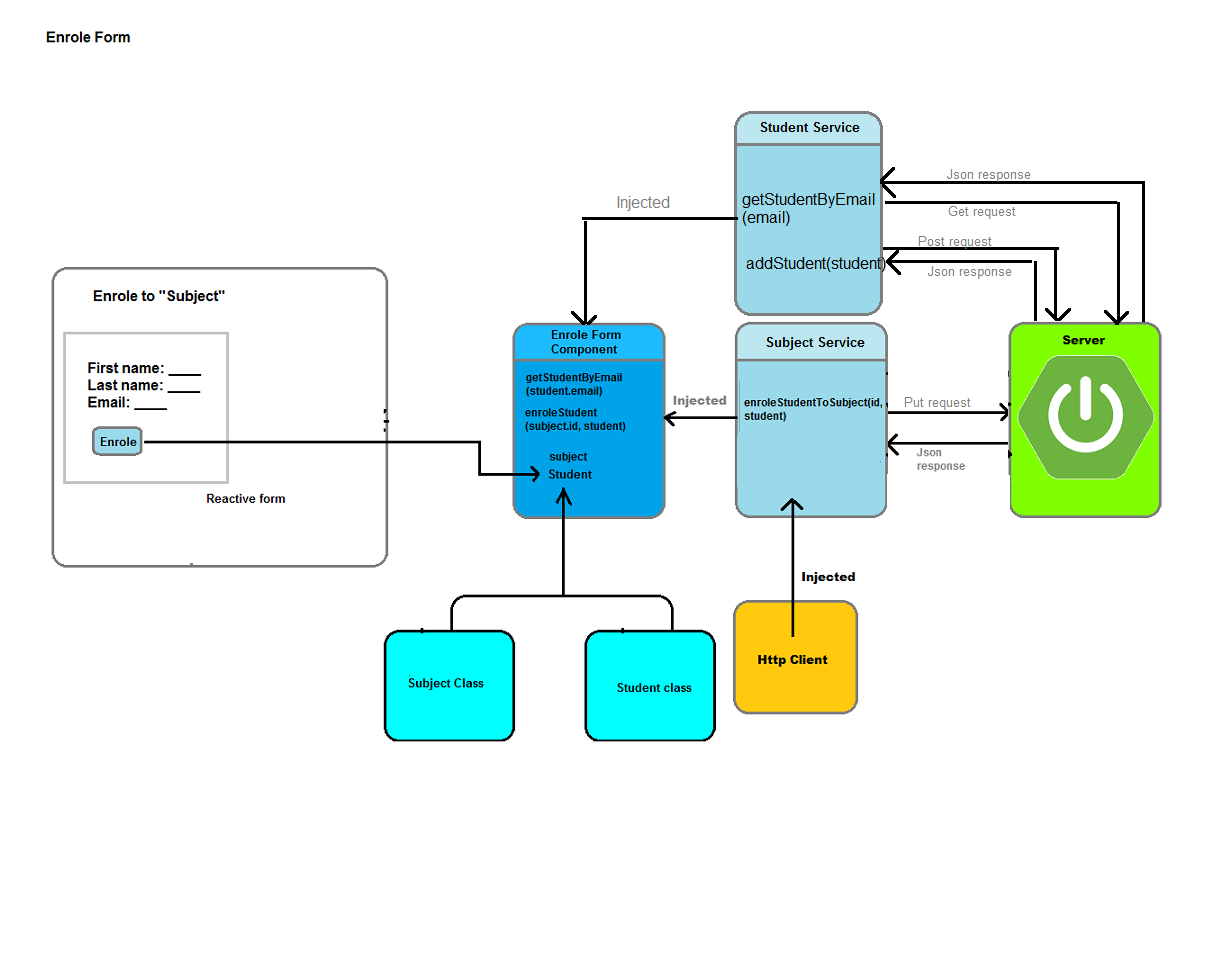 Enrole Form
Student Service
getStudentByEmail
(email)
addStudent(student)
Json response
Get request
Post request
Json response
Injected
Enrole to "Subject"
First name: ____
Last name: ____
Email: ____
Enrole
Reactive form
Enrole Form
Component
getStudentByEmail
(student.email)
enroleStudent
(subject.id, student)
subject
Student
Injected
Subject Service
enroleStudentToSubject(id,
student)
Put request
Json
response
Server
Injected
Http Client
Subject Class
Student class